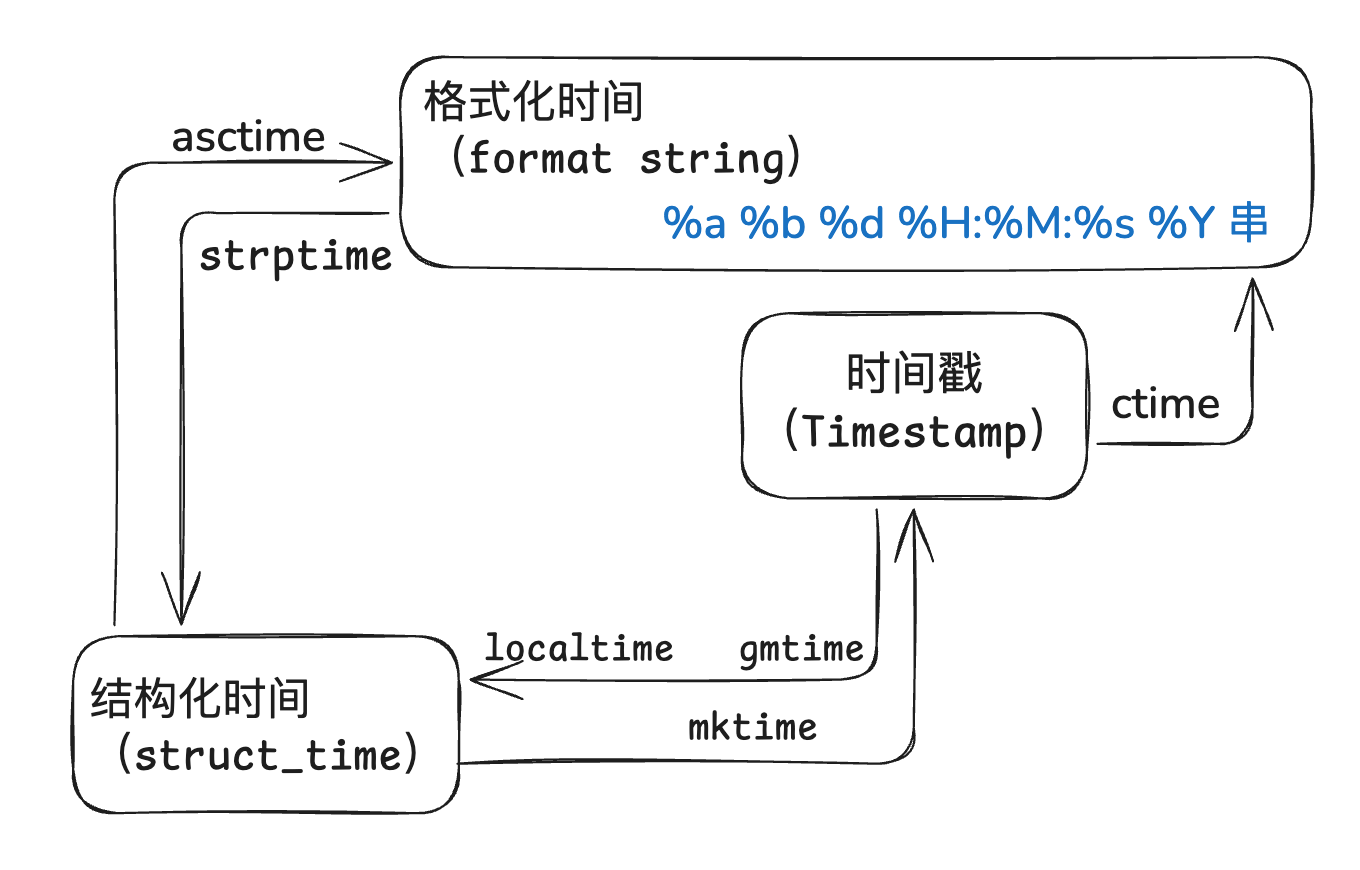 格式化时间
(format string)
%a %b %d %H:%M:%s %Y 串
asctime
strptime
时间戳
(Timestamp)
ctime
localtime
gmtime
mktime
结构化时间
(struct_time)